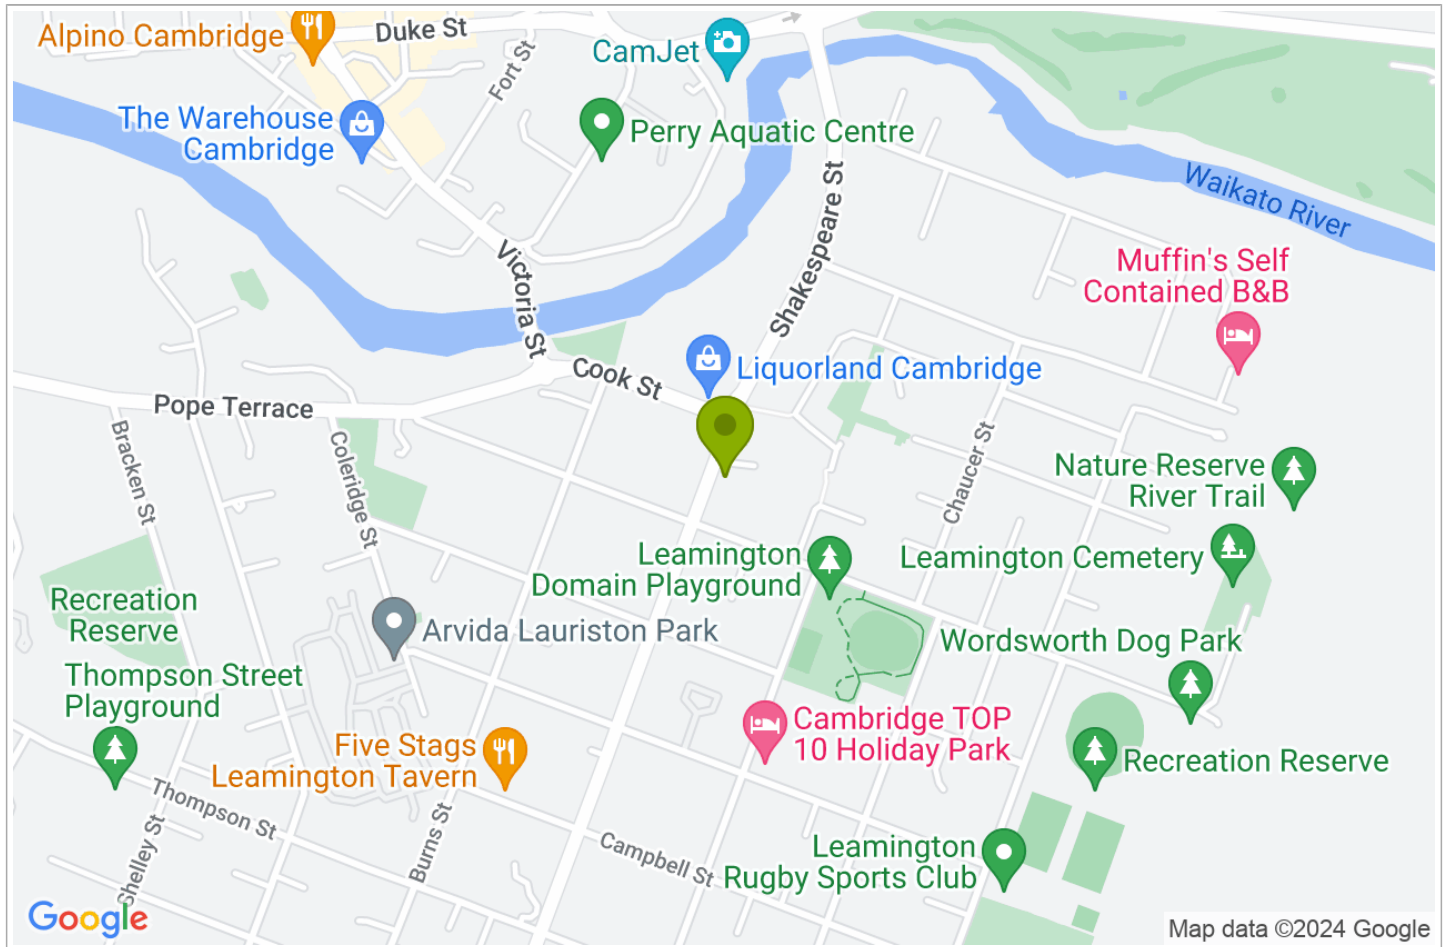 Alpino Cambridge
Duke St
Fort St
CamJet
The Warehouse
Cambridge
Perry Aquatic Centre
Waikato River
Victoria St
Shakespeare St
Muffin's Self
Contained B&B
Cook St
Liquorland Cambridge
Pope Terrace
Bracken St
Coleridge St
Chaucer St
Nature Reserve
River Trail
Leamington
Domain Playground
Leamington Cemetery
Recreation
Reserve
Arvida Lauriston Park
Wordsworth Dog Park
Thompson Street
Playground
Cambridge TOP
10 Holiday Park
Five Stags
Leamington Tavern
Recreation Reserve
Thompson St
Shelley St
Burns St
Campbell St
Leamington
Rugby Sports Club
Google
Map data ©2024 Google